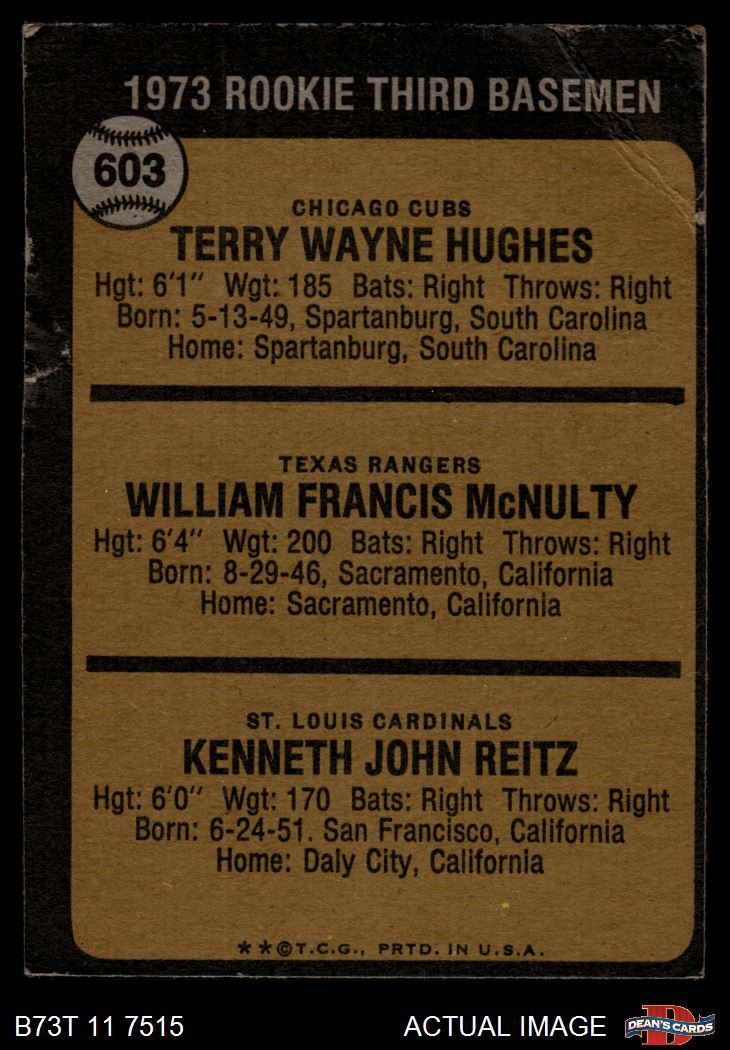 1973 ROOKIE THIRD BASEMEN
603
CHICAGO CUBS
TERRY WAYNE HUGHES
Hgt: 6'1" Wgt: 185 Bats: Right Throws: Right
Born: 5-13-49, Spartanburg, South Carolina
Home: Spartanburg, South Carolina
TEXAS RANGERS
WILLIAM FRANCIS McNULTY
Hgt: 6'4" Wgt: 200 Bats: Right Throws: Right
Born: 8-29-46, Sacramento, California
Home: Sacramento, California
ST. LOUIS CARDINALS
KENNETH JOHN REITZ
Hgt: 6'0" Wgt: 170 Bats: Right Throws: Right
Born: 6-24-51. San Francisco, California
Home: Daly City, California
**©T.C.G., PRTD. IN U.S.A.
B73T 11 7515
ACTUAL IMAGE
D
DEAN'S CARDS